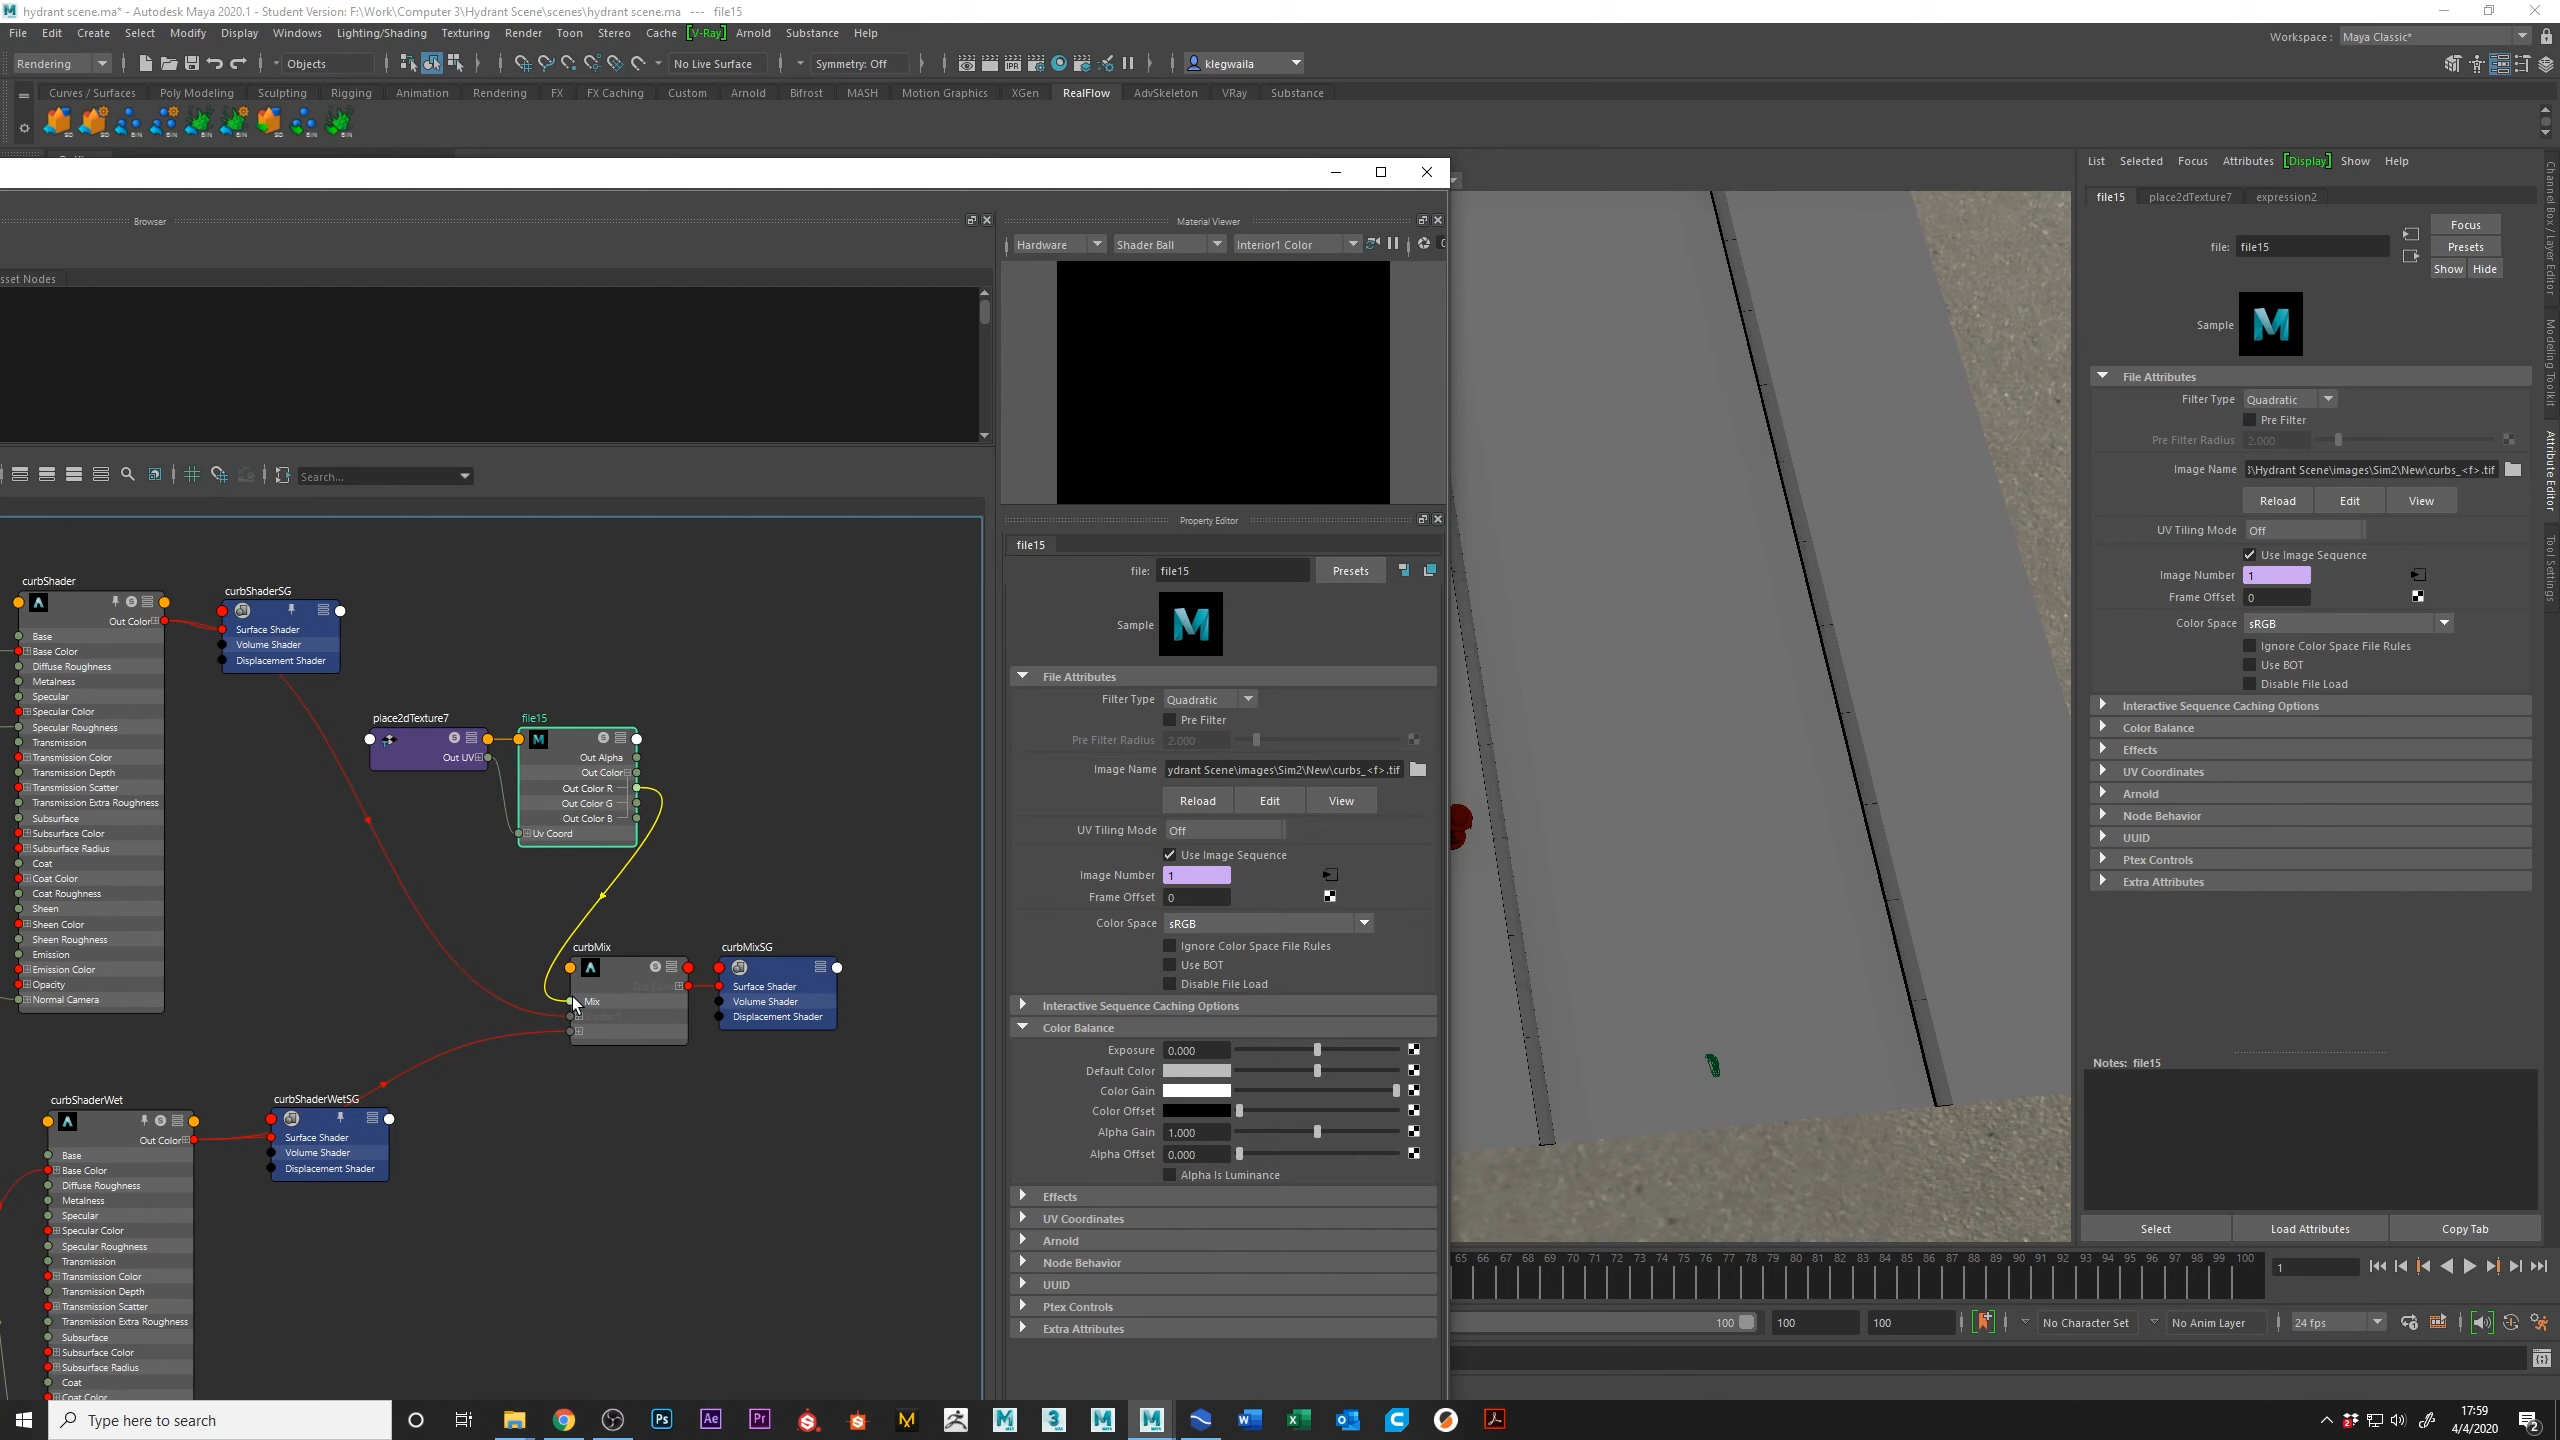 hydrant scene.ma* - Autodesk Maya 2020.1 - Student Version: F:\Work\Computer 3\Hydrant Scene\scenes\hydrant scene.ma --- file15
File Edit Create Select Modify Display Windows Lighting/Shading Texturing Render Toon Stereo Cache [V-Ray] Arnold Substance Help
Workspace : Maya Classic*
Rendering Objects No Live Surface Symmetry: Off klegwaila
Curves / Surfaces Poly Modeling Sculpting Rigging Animation Rendering FX FX Caching Custom Arnold Bifrost MASH Motion Graphics XGen RealFlow AdvSkeleton VRay Substance
List Selected Focus Attributes [Display] Show Help
Browser
Material Viewer
Hardware Shader Ball Interior1 Color
sset Nodes
Search...
Property Editor
file15
file: file15 Presets
Sample
File Attributes
Filter Type Quadratic
Pre Filter
Pre Filter Radius 2.000
Image Name ydrant Scene\images\Sim2\New\curbs_<f>.tif
Reload Edit View
UV Tiling Mode Off
Use Image Sequence
Image Number 1
Frame Offset 0
Color Space sRGB
Ignore Color Space File Rules
Use BOT
Disable File Load
Interactive Sequence Caching Options
Color Balance
Exposure 0.000
Default Color
Color Gain
Color Offset
Alpha Gain 1.000
Alpha Offset 0.000
Alpha Is Luminance
Effects
UV Coordinates
Arnold
Node Behavior
UUID
Ptex Controls
Extra Attributes
curbShader
Out Color
Base
Base Color
Diffuse Roughness
Metalness
Specular
Specular Color
Specular Roughness
Transmission
Transmission Color
Transmission Depth
Transmission Scatter
Transmission Extra Roughness
Subsurface
Subsurface Color
Subsurface Radius
Coat
Coat Color
Coat Roughness
Sheen
Sheen Color
Sheen Roughness
Emission
Emission Color
Opacity
Normal Camera
curbShaderSG
Surface Shader
Volume Shader
Displacement Shader
place2dTexture7
Out UV
file15
Out Alpha
Out Color
Out Color R
Out Color G
Out Color B
Uv Coord
curbMix
Mix
curbMixSG
Surface Shader
Volume Shader
Displacement Shader
curbShaderWet
Out Color
Base
Base Color
Diffuse Roughness
Metalness
Specular
Specular Color
Specular Roughness
Transmission
Transmission Color
Transmission Depth
Transmission Scatter
Transmission Extra Roughness
Subsurface
Subsurface Color
Subsurface Radius
Coat
Coat Color
curbShaderWetSG
Surface Shader
Volume Shader
Displacement Shader
file15 place2dTexture7 expression2
file: file15
Focus
Presets
Show Hide
Sample
File Attributes
Filter Type Quadratic
Pre Filter
Pre Filter Radius 2.000
Image Name \Hydrant Scene\images\Sim2\New\curbs_<f>.tif
Reload Edit View
UV Tiling Mode Off
Use Image Sequence
Image Number 1
Frame Offset 0
Color Space sRGB
Ignore Color Space File Rules
Use BOT
Disable File Load
Interactive Sequence Caching Options
Color Balance
Effects
UV Coordinates
Arnold
Node Behavior
UUID
Ptex Controls
Extra Attributes
Notes: file15
Select Load Attributes Copy Tab
Channel Box / Layer Editor
Modeling Toolkit
Attribute Editor
Tool Settings
65 66 67 68 69 70 71 72 73 74 75 76 77 78 79 80 81 82 83 84 85 86 87 88 89 90 91 92 93 94 95 96 97 98 99 100
1
100 100 100 No Character Set No Anim Layer 24 fps
Type here to search
17:59
4/4/2020